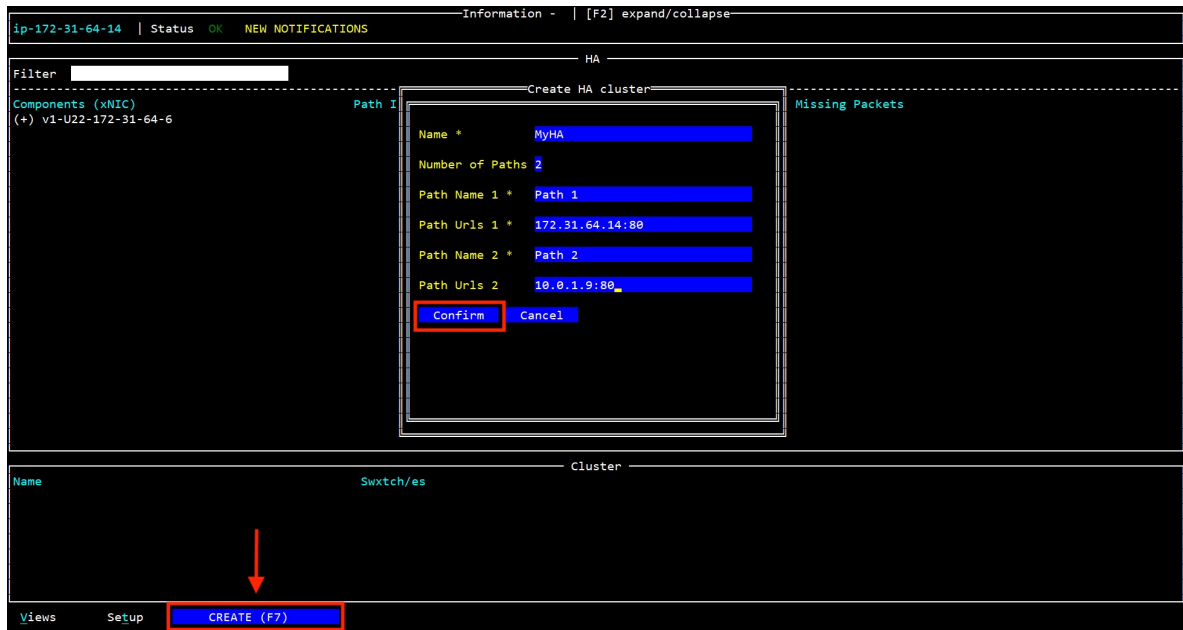 Information - | [F2] expand/collapse
ip-172-31-64-14 | Status OK NEW NOTIFICATIONS
HA
Filter
Create HA cluster
Components (xNIC) Path I Missing Packets
(+) v1-U22-172-31-64-6
Name * MyHA
Number of Paths 2
Path Name 1 * Path 1
Path Urls 1 * 172.31.64.14:80
Path Name 2 * Path 2
Path Urls 2 10.0.1.9:80_
Confirm Cancel
Cluster
Name Swxtch/es
Views Setup CREATE (F7)